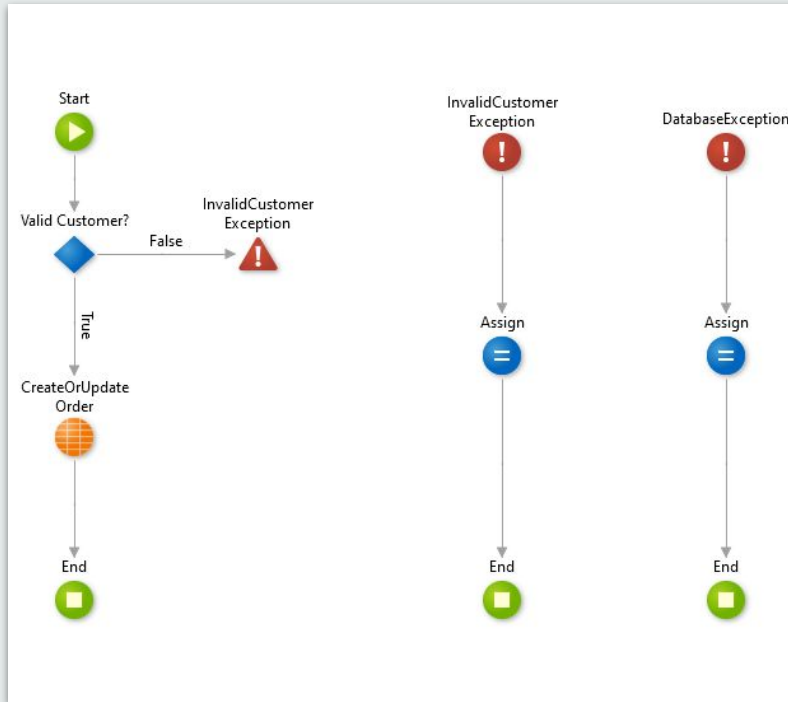 Start
Valid Customer?
False
InvalidCustomer
Exception
True
CreateOrUpdate
Order
End
InvalidCustomer
Exception
Assign
End
DatabaseException
Assign
End